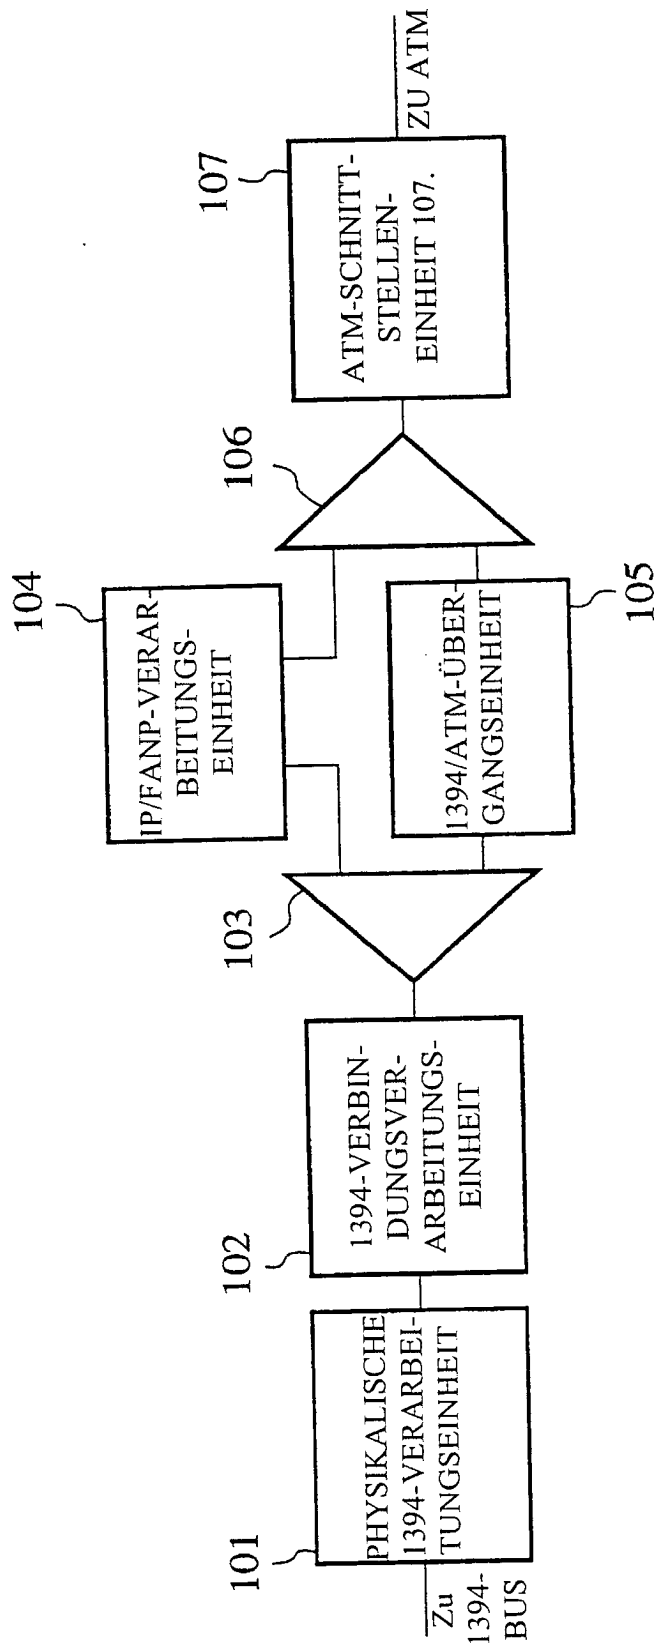 Zu
1394-
BUS
101
PHYSIKALISCHE
1394-VERARBEI-
TUNGSEINHEIT
102
1394-VERBIN-
DUNGSVER-
ARBEITUNGS-
EINHEIT
103
104
IP/FANP-VERAR-
BEITUNGS-
EINHEIT
1394/ATM-ÜBER-
GANGSEINHEIT
105
106
107
ATM-SCHNITT-
STELLEN-
EINHEIT 107.
ZU ATM